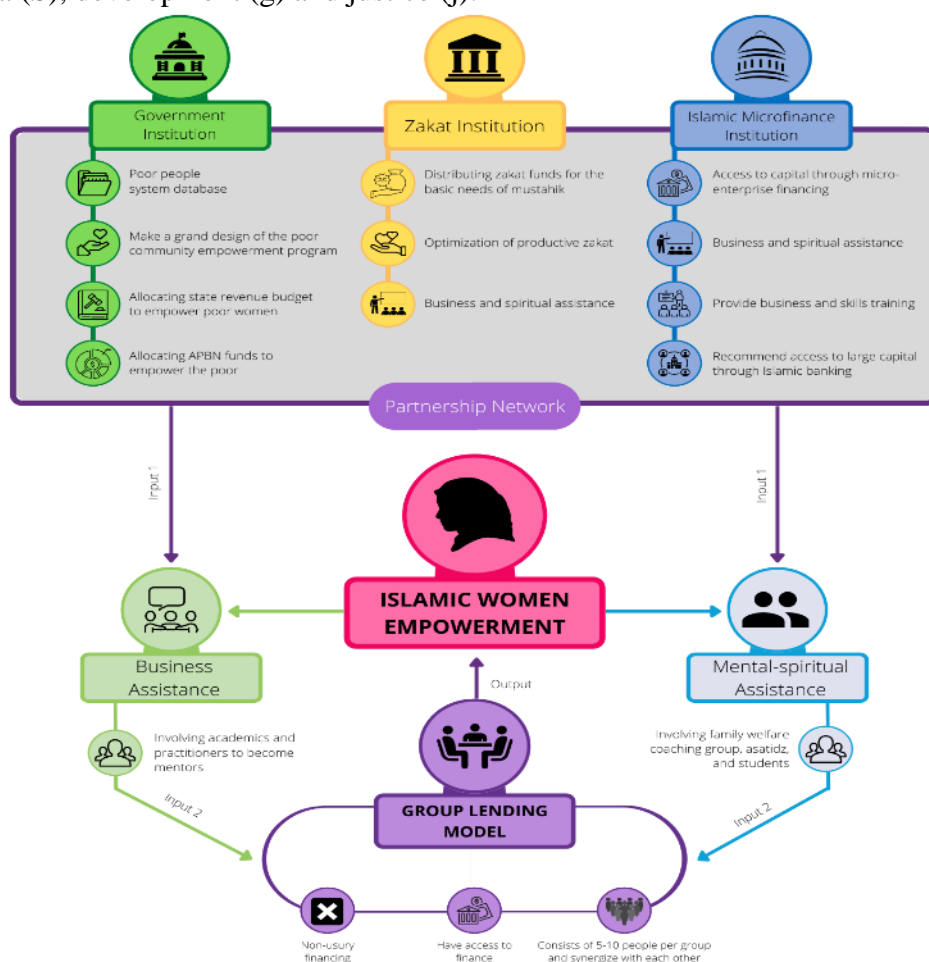 development (g) and justice (j).
Government
Institution
Poor people
system database
Make a grand design of the poor
community empowerment program
Allocating state revenue budget
to empower poor women
Allocating APBN funds to
empower the poor
Zakat Institution
Distributing zakat funds for the
basic needs of mustahik
Optimization of productive zakat
Business and spiritual assistance
Islamic Microfinance
Institution
Access to capital through micro-
enterprise financing
Business and spiritual assistance
Provide business and skills training
Recommend access to large capital
through Islamic banking
Partnership Network
Input 1
Input 1
ISLAMIC WOMEN
EMPOWERMENT
Business
Assistance
Mental-spiritual
Assistance
Output
Involving academics and
practitioners to become
mentors
Involving family welfare
coaching group, asatidz,
and students
Input 2
Input 2
GROUP LENDING
MODEL
Non-usury
financing
Have access to
finance
Consists of 5-10 people per group
and synergize with each other